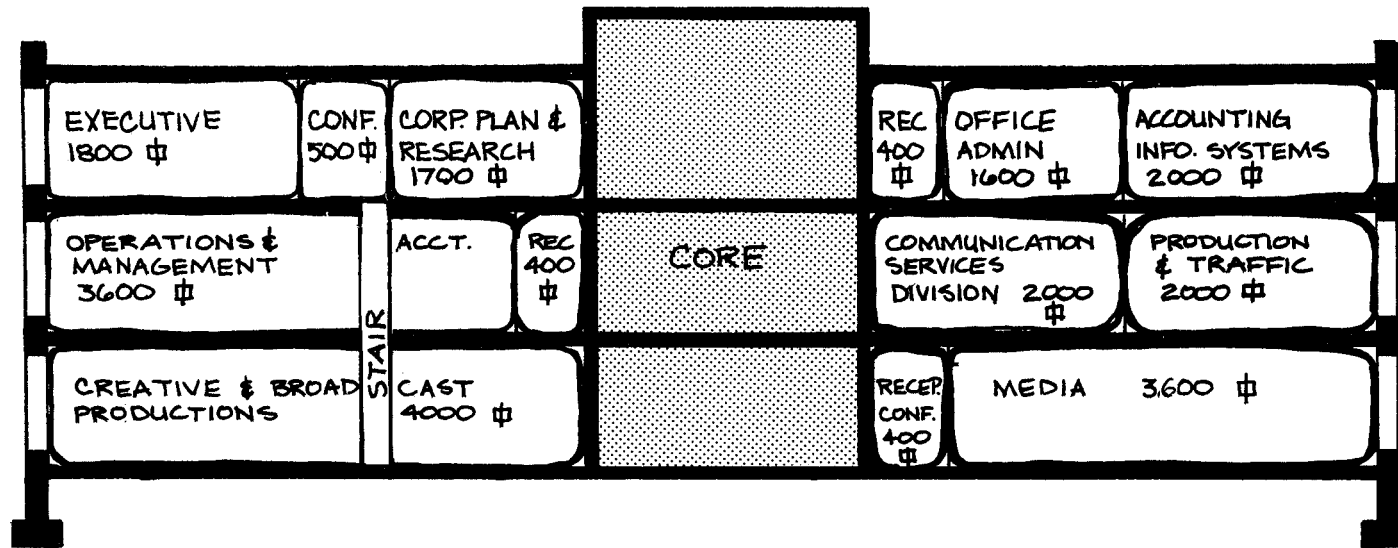 EXECUTIVE
1800 ⏍
CONF.
500 ⏍
CORP. PLAN &
RESEARCH
1700 ⏍
REC
400
⏍
OFFICE
ADMIN
1600 ⏍
ACCOUNTING
INFO. SYSTEMS
2000 ⏍
OPERATIONS &
MANAGEMENT
3600 ⏍
ACCT.
REC
400
⏍
CORE
COMMUNICATION
SERVICES
DIVISION 2000
⏍
PRODUCTION
& TRAFFIC
2000 ⏍
STAIR
CREATIVE & BROAD CAST
PRODUCTIONS 4000 ⏍
RECEP.
CONF.
400
⏍
MEDIA 3,600 ⏍